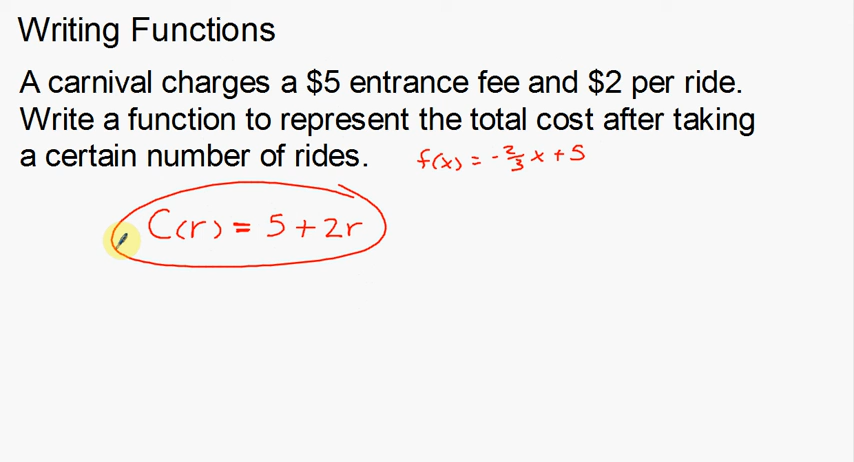 Writing Functions
A carnival charges a $5 entrance fee and $2 per ride.
Write a function to represent the total cost after taking
a certain number of rides.
f(x) = -2/3 x + 5
C(r) = 5 + 2r